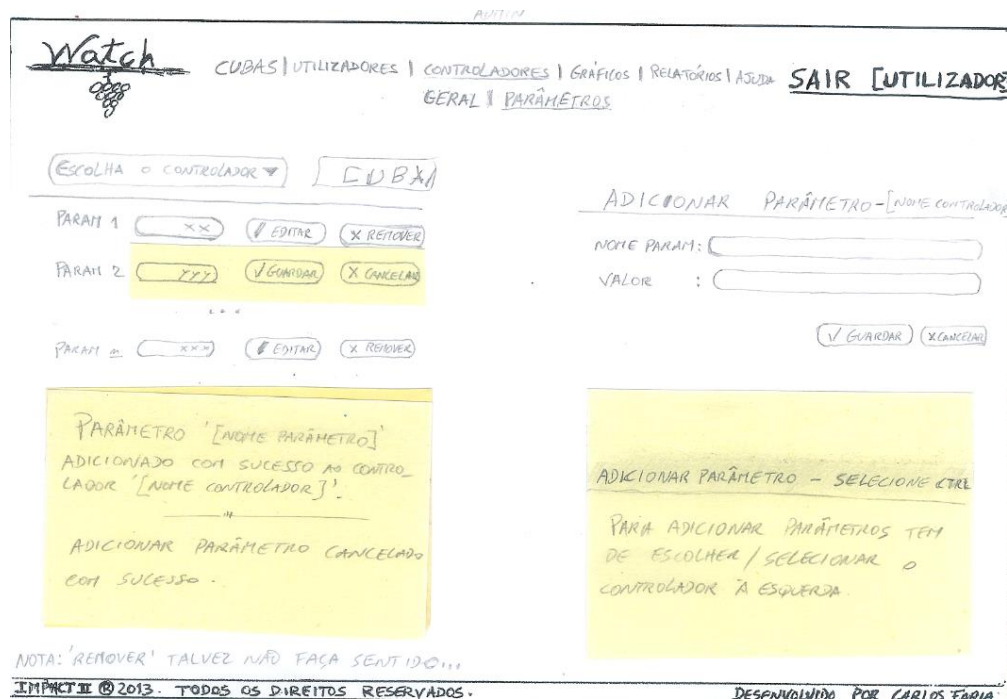 ADMIN
Watch
CUBAS | UTILIZADORES | CONTROLADORES | GRÁFICOS | RELATÓRIOS | AJUDA SAIR [UTILIZADOR]
GERAL | PARÂMETROS
ESCOLHA O CONTROLADOR CUBA
PARAM 1 XX EDITAR X REMOVER
PARAM 2 YYY √ GUARDAR X CANCELAR
...
PARAM n XXX EDITAR X REMOVER
ADICIONAR PARÂMETRO - [NOME CONTROLADOR
NOME PARAM:
VALOR :
√ GUARDAR X CANCELAR
PARÂMETRO '[NOME PARÂMETRO]'
ADICIONADO COM SUCESSO AO CONTRO_
LADOR '[NOME CONTROLADOR]'.
ADICIONAR PARÂMETRO CANCELADO
COM SUCESSO.
ADICIONAR PARÂMETRO - SELECIONE CTRL
PARA ADICIONAR PARÂMETROS TEM
DE ESCOLHER / SELECIONAR O
CONTROLADOR À ESQUERDA.
NOTA: 'REMOVER' TALVEZ NÃO FAÇA SENTIDO...
IMPACT II ® 2013. TODOS OS DIREITOS RESERVADOS.
DESENVOLVIDO POR CARLOS FARIA